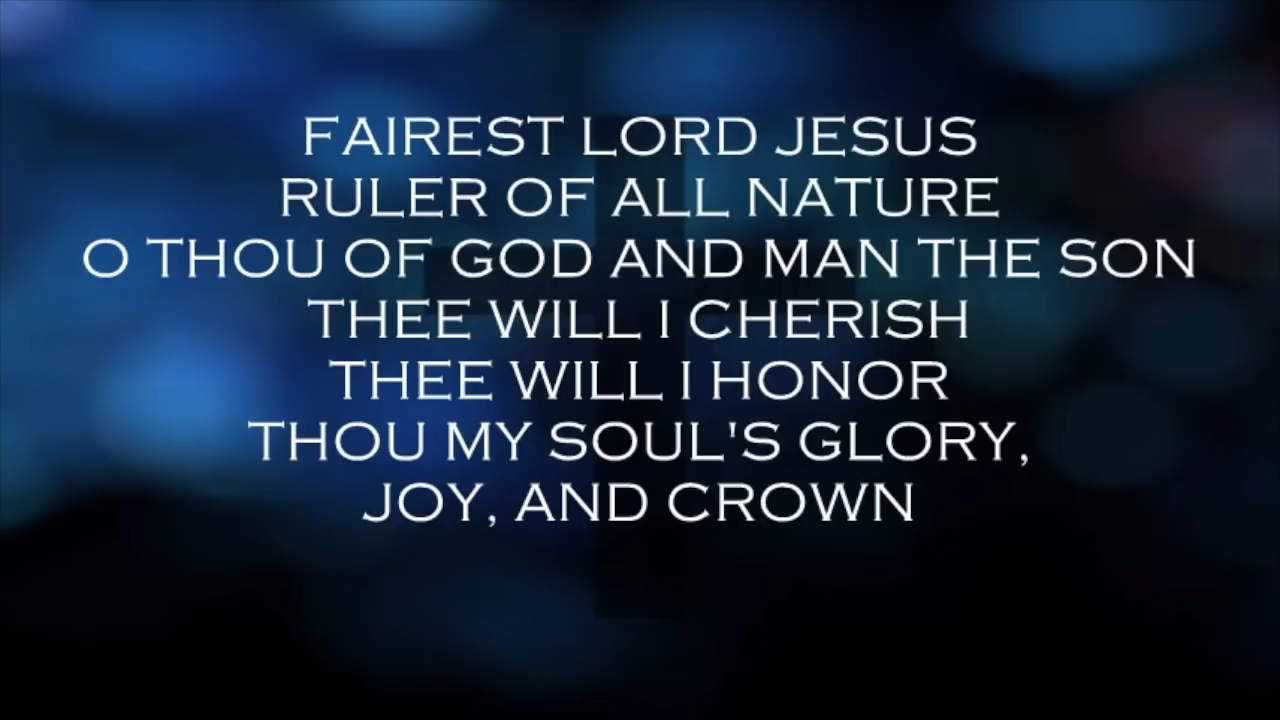 FAIREST LORD JESUS
RULER OF ALL NATURE
O THOU OF GOD AND MAN THE SON
THEE WILL I CHERISH
THEE WILL I HONOR
THOU MY SOUL'S GLORY,
JOY, AND CROWN